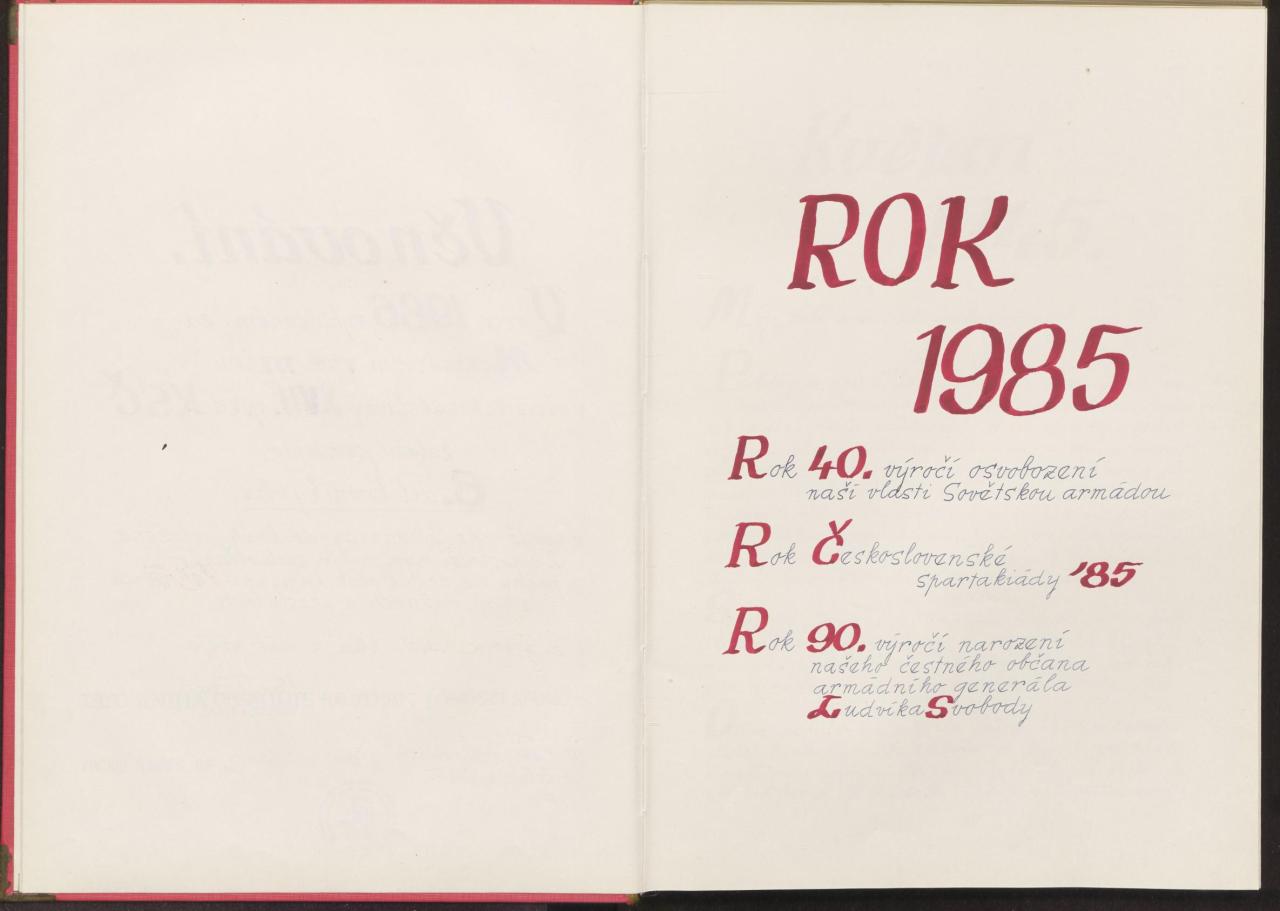 ROK
1985
Rok 40. výročí osvobození
naší vlasti Sovětskou armádou
Rok Československé
spartakiády '85
Rok 90. výročí narození
našeho čestného občana
armádního generála
Ludvíka Svobody